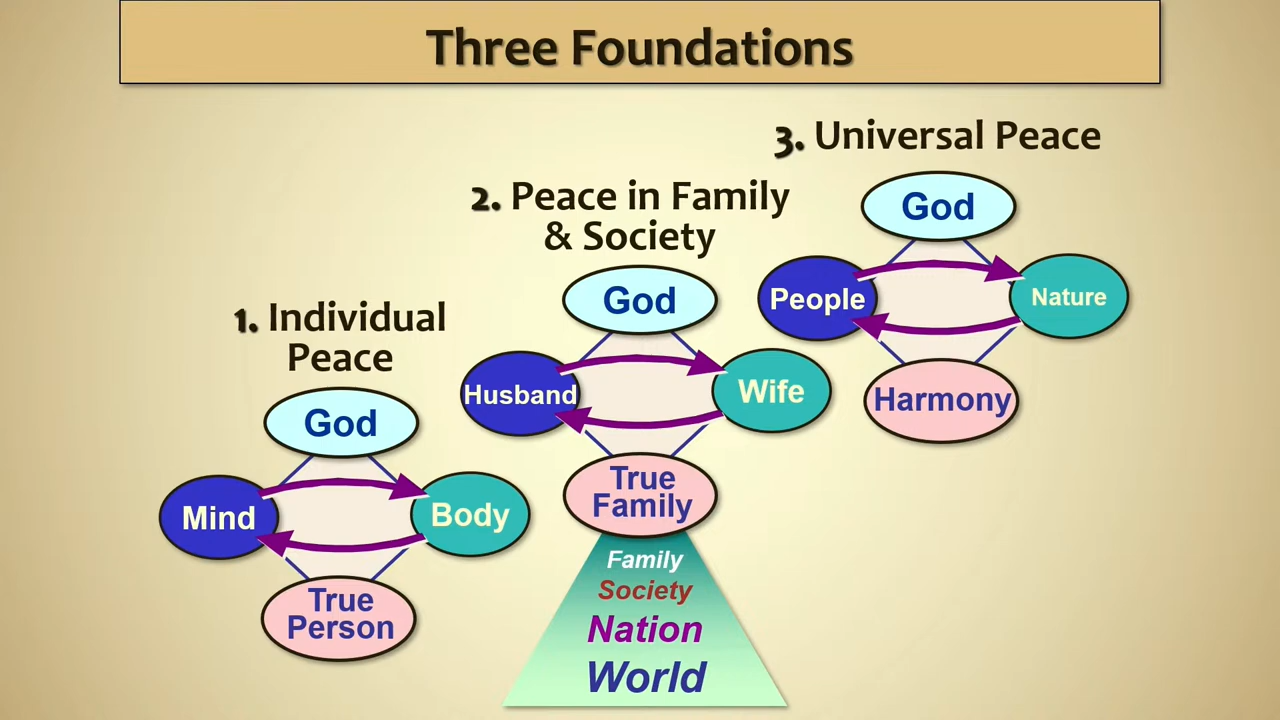 Three Foundations
1. Individual
Peace
God
Mind
Body
True
Person
2. Peace in Family
& Society
God
Husband
Wife
True
Family
Family
Society
Nation
World
3. Universal Peace
God
People
Nature
Harmony